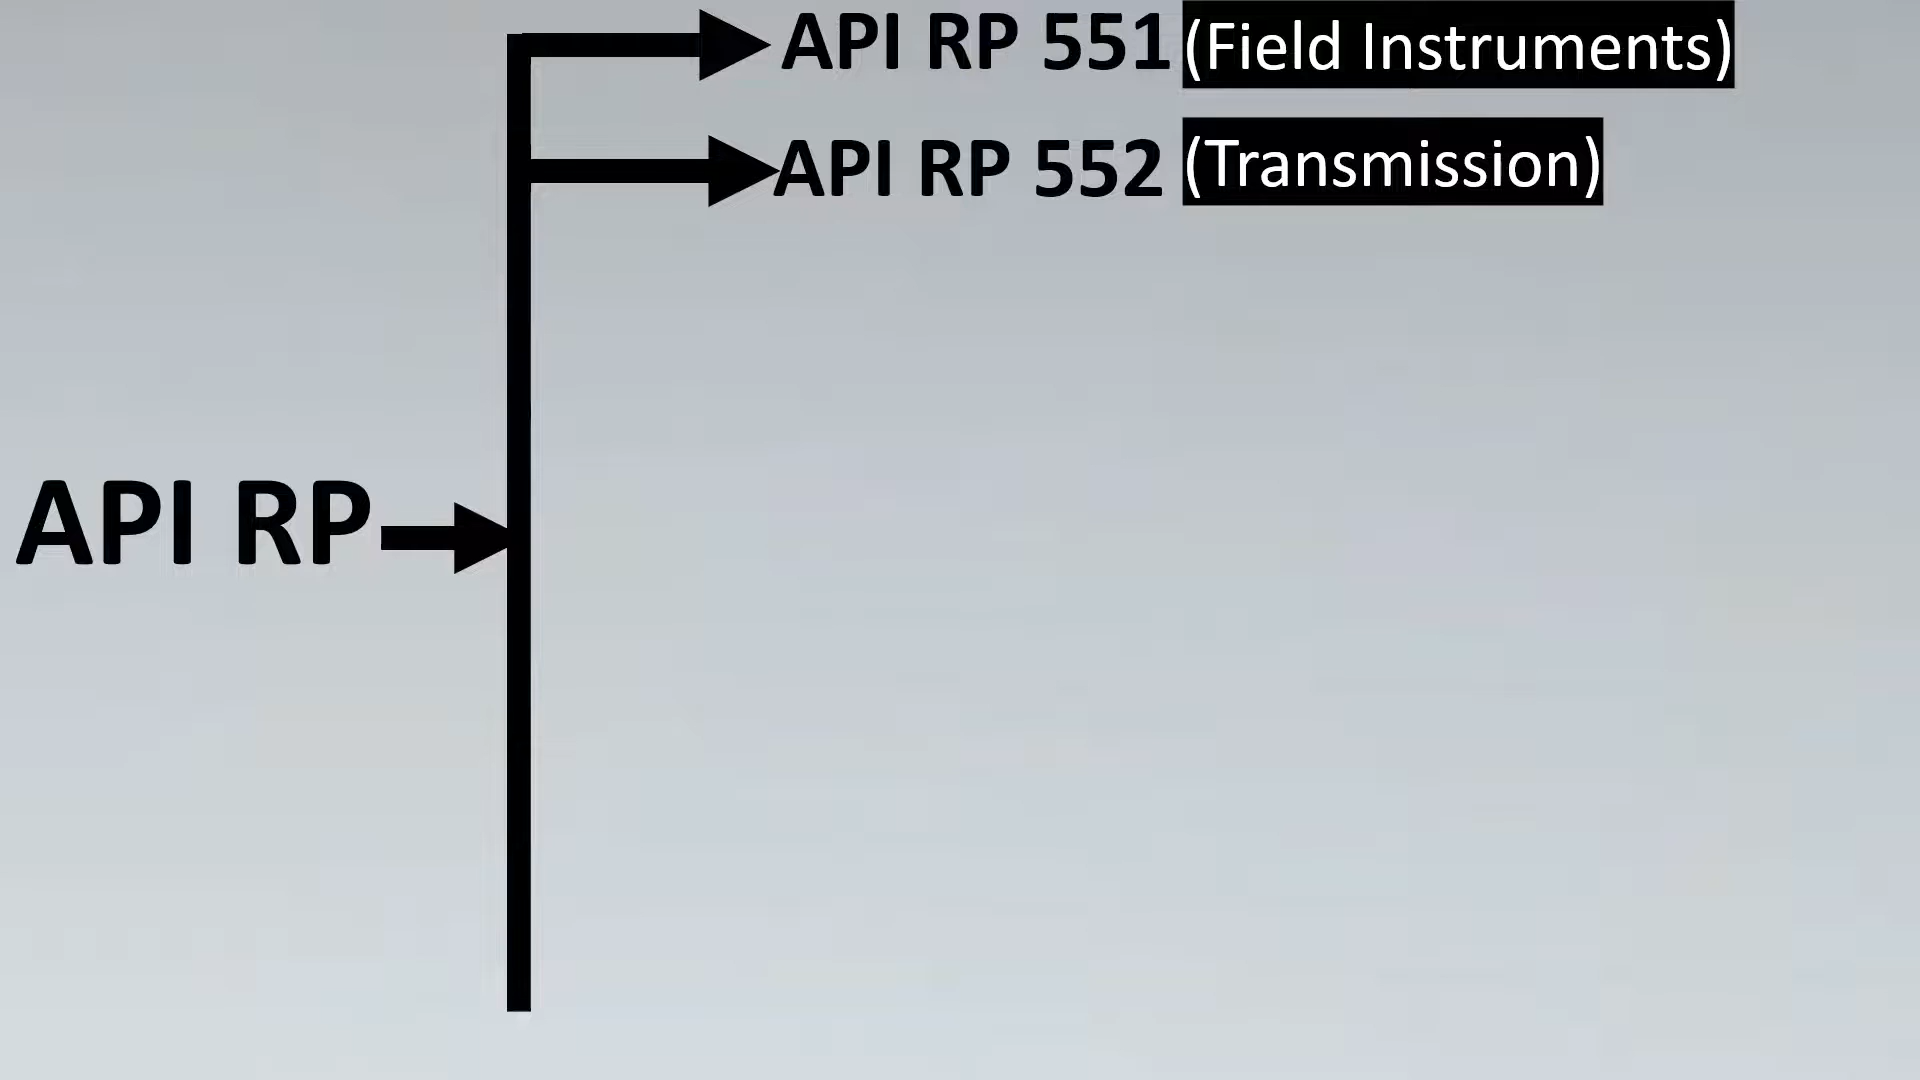 API RP 551 (Field Instruments)
API RP 552 (Transmission)
API RP